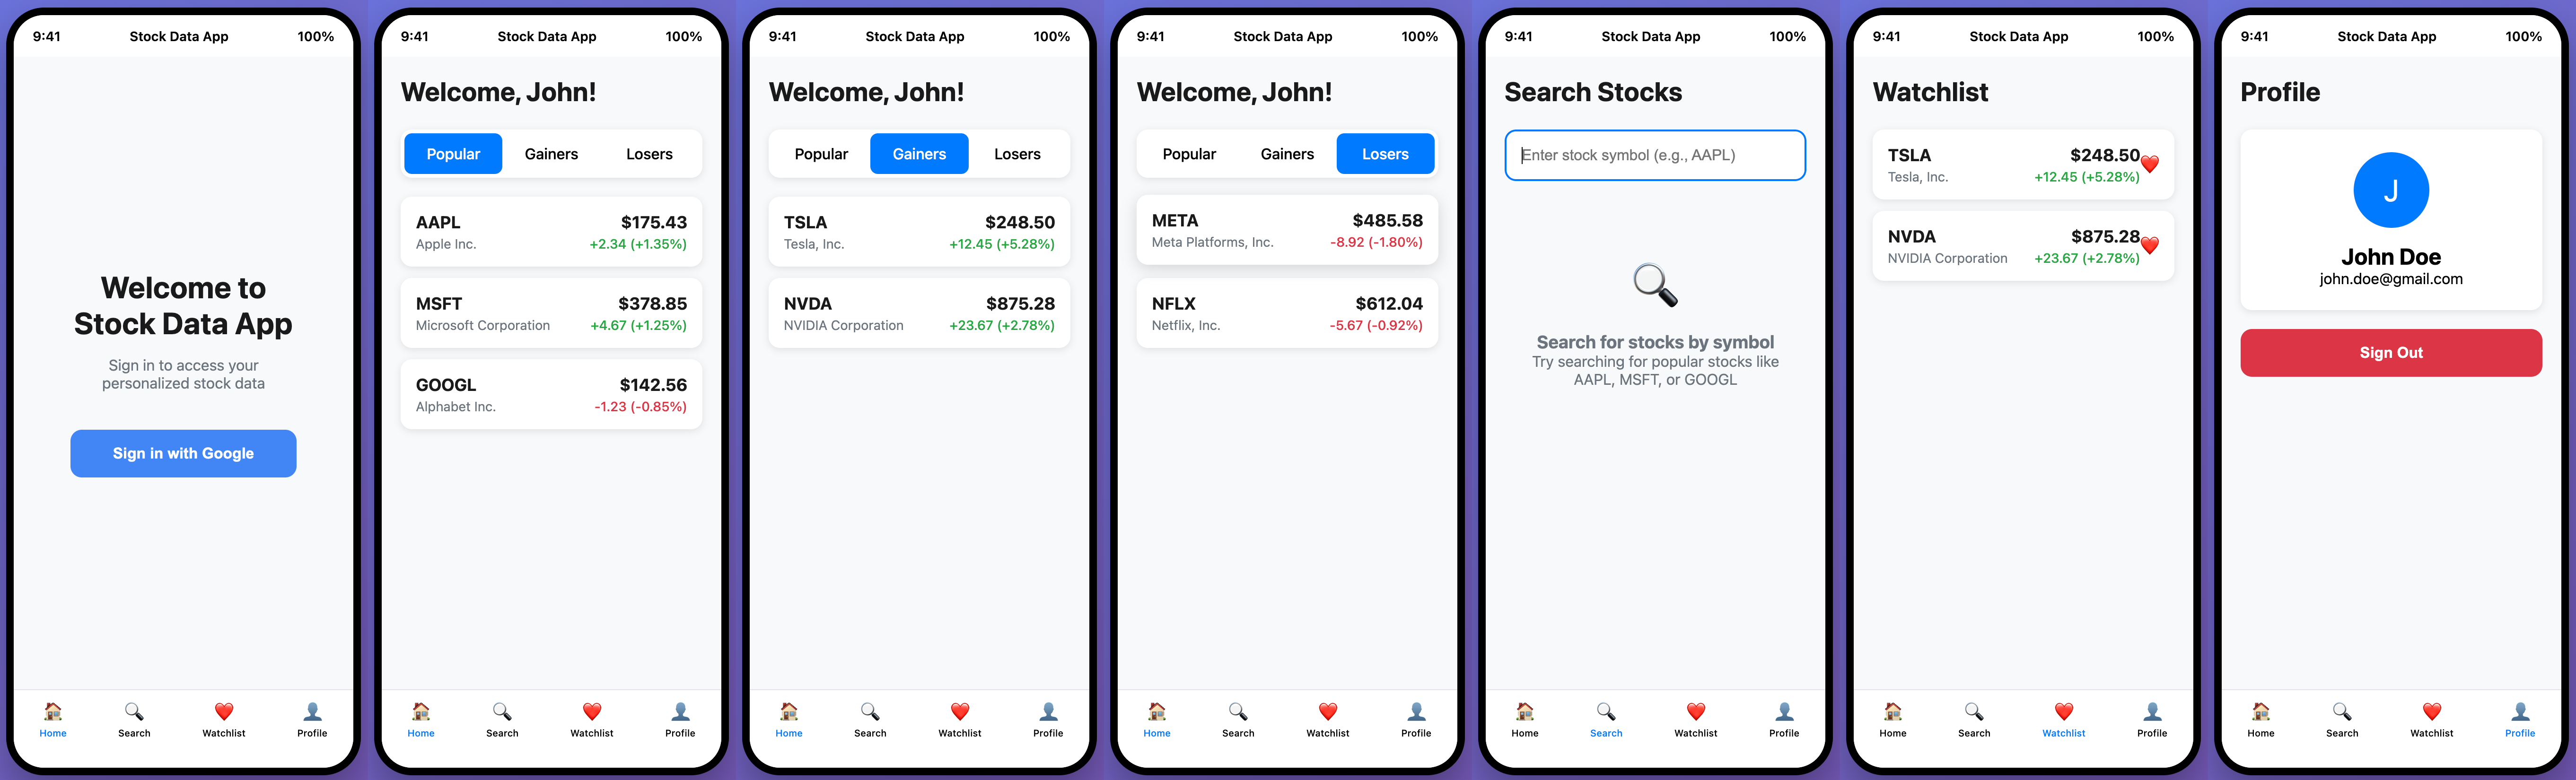 9:41 Stock Data App 100%
Welcome to
Stock Data App
Sign in to access your
personalized stock data
Sign in with Google
Home Search Watchlist Profile
9:41 Stock Data App 100%
Welcome, John!
Popular Gainers Losers
AAPL $175.43
Apple Inc. +2.34 (+1.35%)
MSFT $378.85
Microsoft Corporation +4.67 (+1.25%)
GOOGL $142.56
Alphabet Inc. -1.23 (-0.85%)
Home Search Watchlist Profile
9:41 Stock Data App 100%
Welcome, John!
Popular Gainers Losers
TSLA $248.50
Tesla, Inc. +12.45 (+5.28%)
NVDA $875.28
NVIDIA Corporation +23.67 (+2.78%)
Home Search Watchlist Profile
9:41 Stock Data App 100%
Welcome, John!
Popular Gainers Losers
META $485.58
Meta Platforms, Inc. -8.92 (-1.80%)
NFLX $612.04
Netflix, Inc. -5.67 (-0.92%)
Home Search Watchlist Profile
9:41 Stock Data App 100%
Search Stocks
Enter stock symbol (e.g., AAPL)
Search for stocks by symbol
Try searching for popular stocks like
AAPL, MSFT, or GOOGL
Home Search Watchlist Profile
9:41 Stock Data App 100%
Watchlist
TSLA $248.50
Tesla, Inc. +12.45 (+5.28%)
NVDA $875.28
NVIDIA Corporation +23.67 (+2.78%)
Home Search Watchlist Profile
9:41 Stock Data App 100%
Profile
J
John Doe
john.doe@gmail.com
Sign Out
Home Search Watchlist Profile